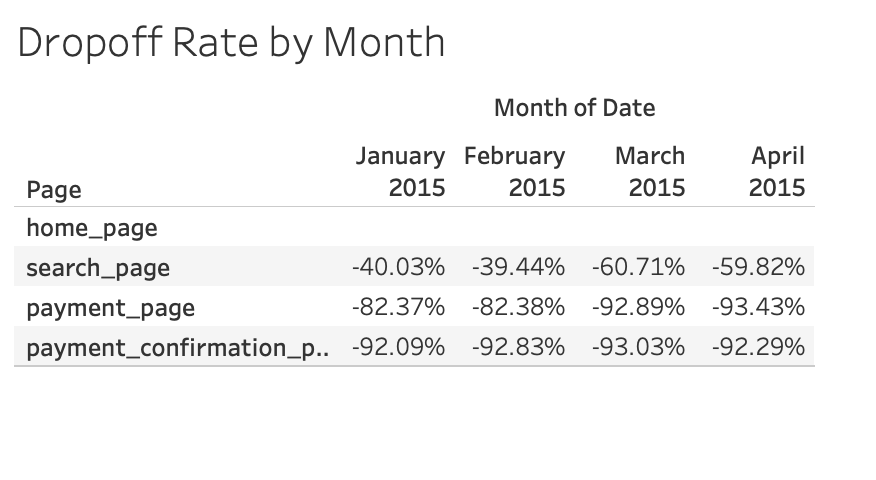 Dropoff Rate by Month
Month of Date
January February March April
Page 2015 2015 2015 2015
home_page
search_page -40.03% -39.44% -60.71% -59.82%
payment_page -82.37% -82.38% -92.89% -93.43%
payment_confirmation_p.. -92.09% -92.83% -93.03% -92.29%